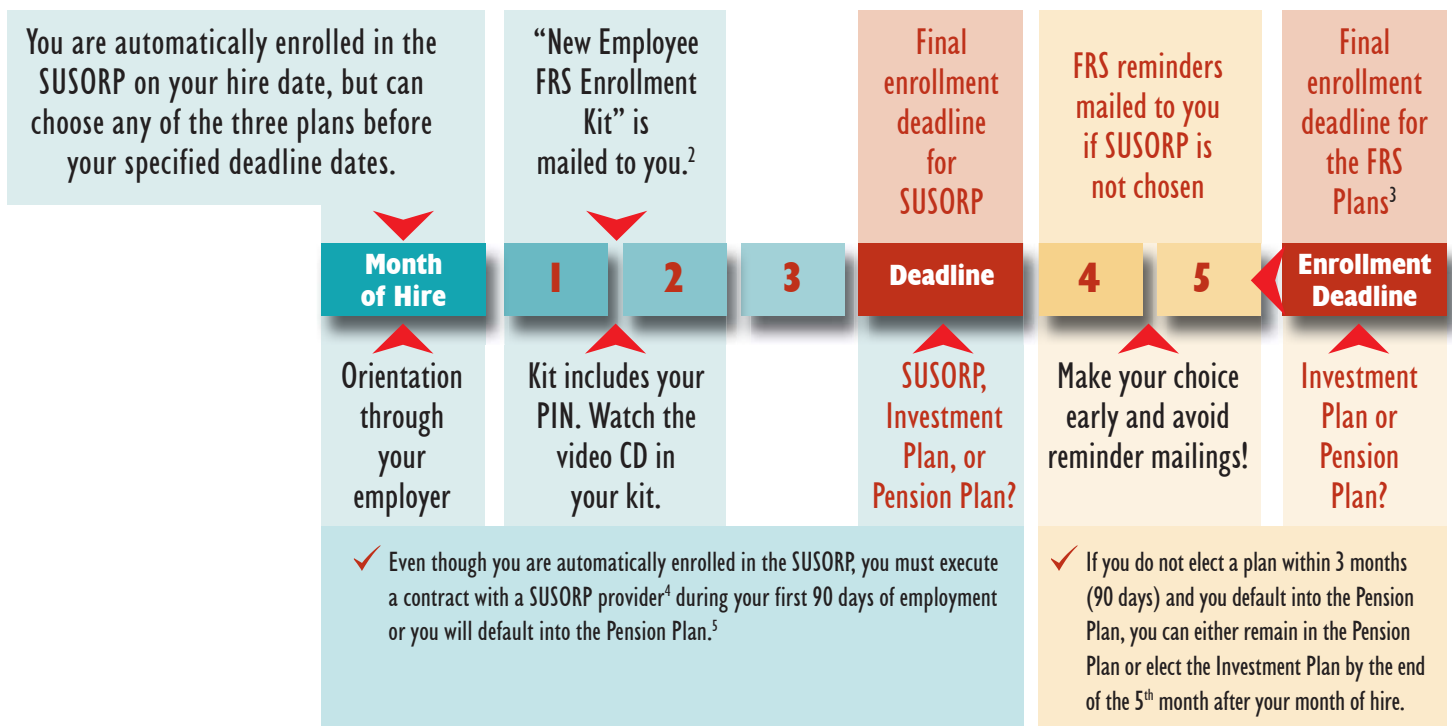 You are automatically enrolled in the
SUSORP on your hire date, but can
choose any of the three plans before
your specified deadline dates.
“New Employee
FRS Enrollment
Kit” is
mailed to you.2
Final
enrollment
deadline
for
SUSORP
FRS reminders
mailed to you
if SUSORP is
not chosen
Final
enrollment
deadline for
the FRS
Plans3
Month
of Hire
1
2
3
Deadline
4
5
Enrollment
Deadline
Orientation
through
your
employer
Kit includes your
PIN. Watch the
video CD in
your kit.
SUSORP,
Investment
Plan, or
Pension Plan?
Make your choice
early and avoid
reminder mailings!
Investment
Plan or
Pension
Plan?
✓ Even though you are automatically enrolled in the SUSORP, you must execute
a contract with a SUSORP provider4 during your first 90 days of employment
or you will default into the Pension Plan.5
✓ If you do not elect a plan within 3 months
(90 days) and you default into the Pension
Plan, you can either remain in the Pension
Plan or elect the Investment Plan by the end
of the 5th month after your month of hire.